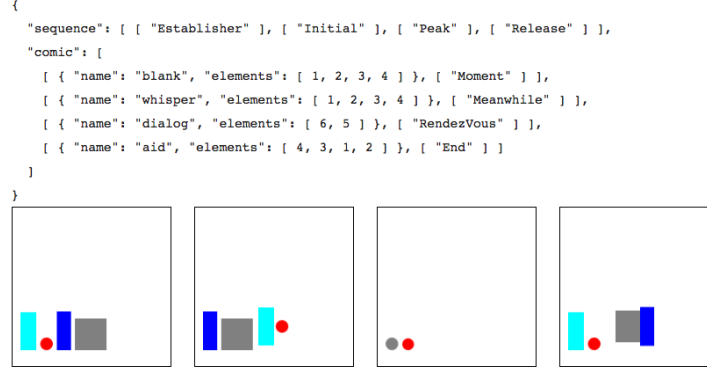 {
"sequence": [ [ "Establisher" ], [ "Initial" ], [ "Peak" ], [ "Release" ] ],
"comic": [
[ { "name": "blank", "elements": [ 1, 2, 3, 4 ] }, [ "Moment" ] ],
[ { "name": "whisper", "elements": [ 1, 2, 3, 4 ] }, [ "Meanwhile" ] ],
[ { "name": "dialog", "elements": [ 6, 5 ] }, [ "RendezVous" ] ],
[ { "name": "aid", "elements": [ 4, 3, 1, 2 ] }, [ "End" ] ]
]
}